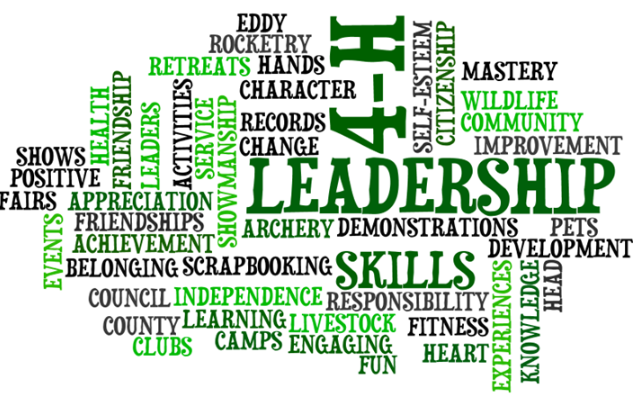 EDDY
ROCKETRY
RETREATS
HANDS
CHARACTER
4-H
SELF-ESTEEM
CITIZENSHIP
MASTERY
WILDLIFE
COMMUNITY
IMPROVEMENT
HEALTH
FRIENDSHIP
LEADERS
ACTIVITIES
SERVICE
SHOWMANSHIP
RECORDS
CHANGE
SHOWS
POSITIVE
FAIRS
APPRECIATION
LEADERSHIP
EVENTS
FRIENDSHIPS
ACHIEVEMENT
ARCHERY
DEMONSTRATIONS
PETS
DEVELOPMENT
BELONGING
SCRAPBOOKING
SKILLS
EXPERIENCES
KNOWLEDGE
HEAD
COUNCIL
INDEPENDENCE
RESPONSIBILITY
COUNTY
LEARNING
LIVESTOCK
FITNESS
CLUBS
CAMPS
ENGAGING
HEART
FUN